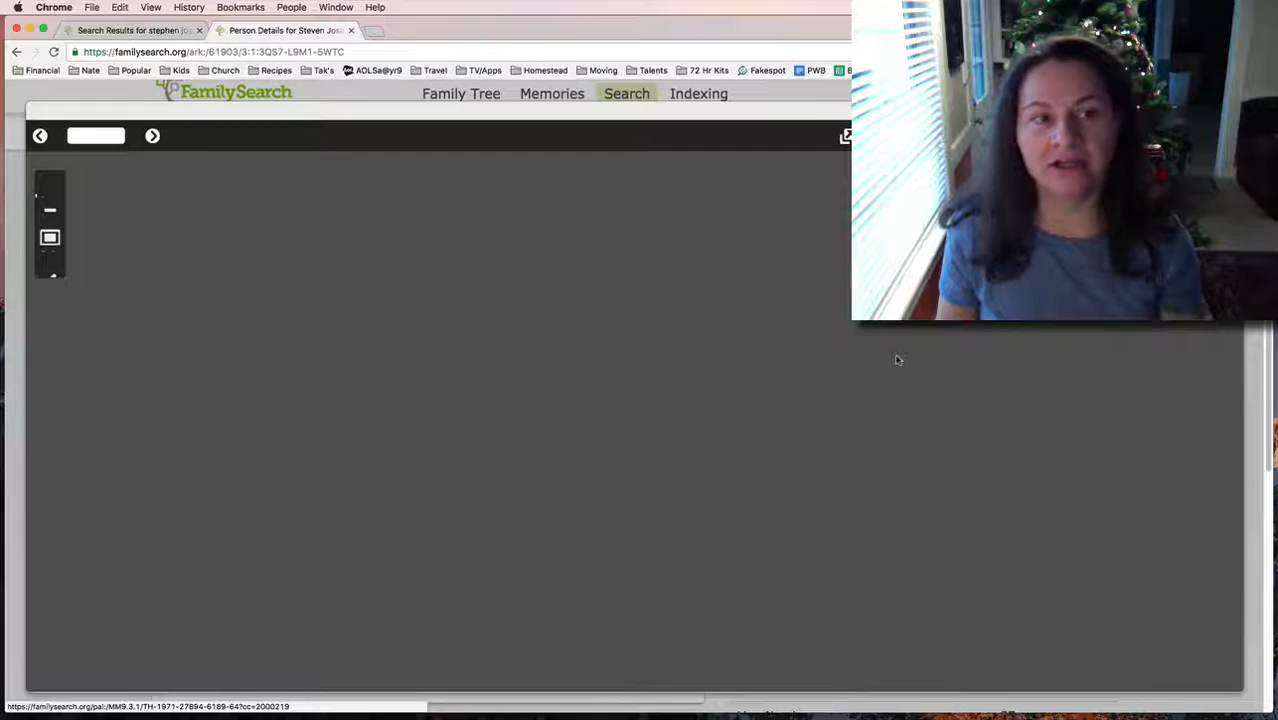 Chrome File Edit View History Bookmarks People Window Help
Search Results for stephen jos × Person Details for Steven Josi ×
https://familysearch.org/ark:/61903/3:1:3QS7-L9M1-5WTC
Financial Nate Popular Kids Church Recipes Tak's AOLSa@yr9 Travel TV/Apps Homestead Moving Talents 72 Hr Kits Fakespot PWB
FamilySearch Family Tree Memories Search Indexing
https://familysearch.org/pal:/MM9.3.1/TH-1971-27894-6189-64?cc=2000219